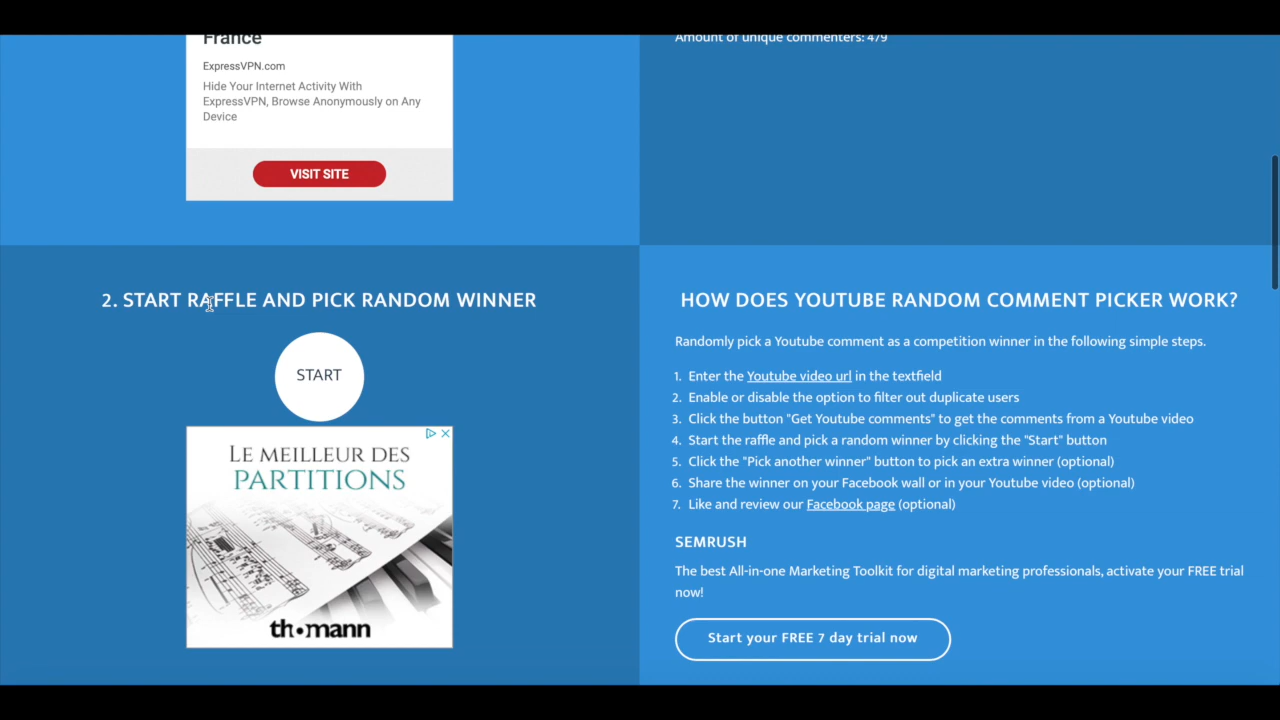 France
ExpressVPN.com
Hide Your Internet Activity With
ExpressVPN, Browse Anonymously on Any
Device
VISIT SITE
Amount of unique commenters: 479
2. START RAFFLE AND PICK RANDOM WINNER
START
LE MEILLEUR DES
PARTITIONS
th•mann
HOW DOES YOUTUBE RANDOM COMMENT PICKER WORK?
Randomly pick a Youtube comment as a competition winner in the following simple steps.
1. Enter the Youtube video url in the textfield
2. Enable or disable the option to filter out duplicate users
3. Click the button "Get Youtube comments" to get the comments from a Youtube video
4. Start the raffle and pick a random winner by clicking the "Start" button
5. Click the "Pick another winner" button to pick an extra winner (optional)
6. Share the winner on your Facebook wall or in your Youtube video (optional)
7. Like and review our Facebook page (optional)
SEMRUSH
The best All-in-one Marketing Toolkit for digital marketing professionals, activate your FREE trial
now!
Start your FREE 7 day trial now